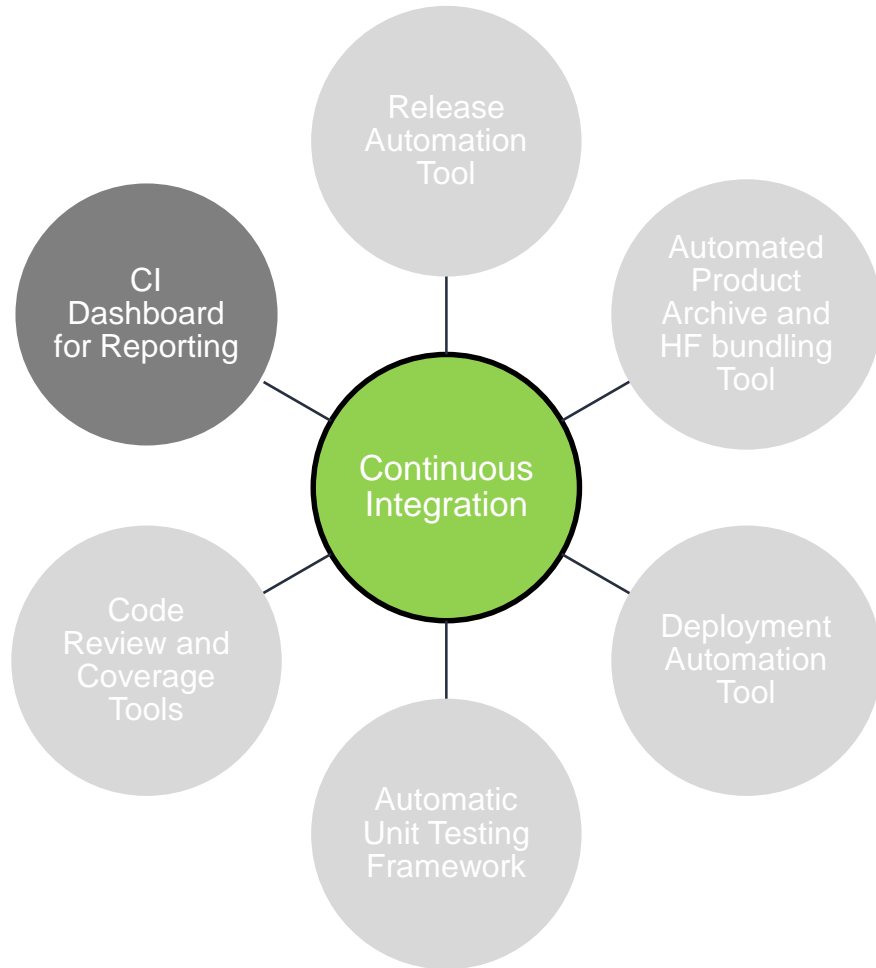 Release
Automation
Tool
Automated
Product
Archive and
HF bundling
Tool
CI
Dashboard
for Reporting
Continuous
Integration
Code
Review and
Coverage
Tools
Deployment
Automation
Tool
Automatic
Unit Testing
Framework